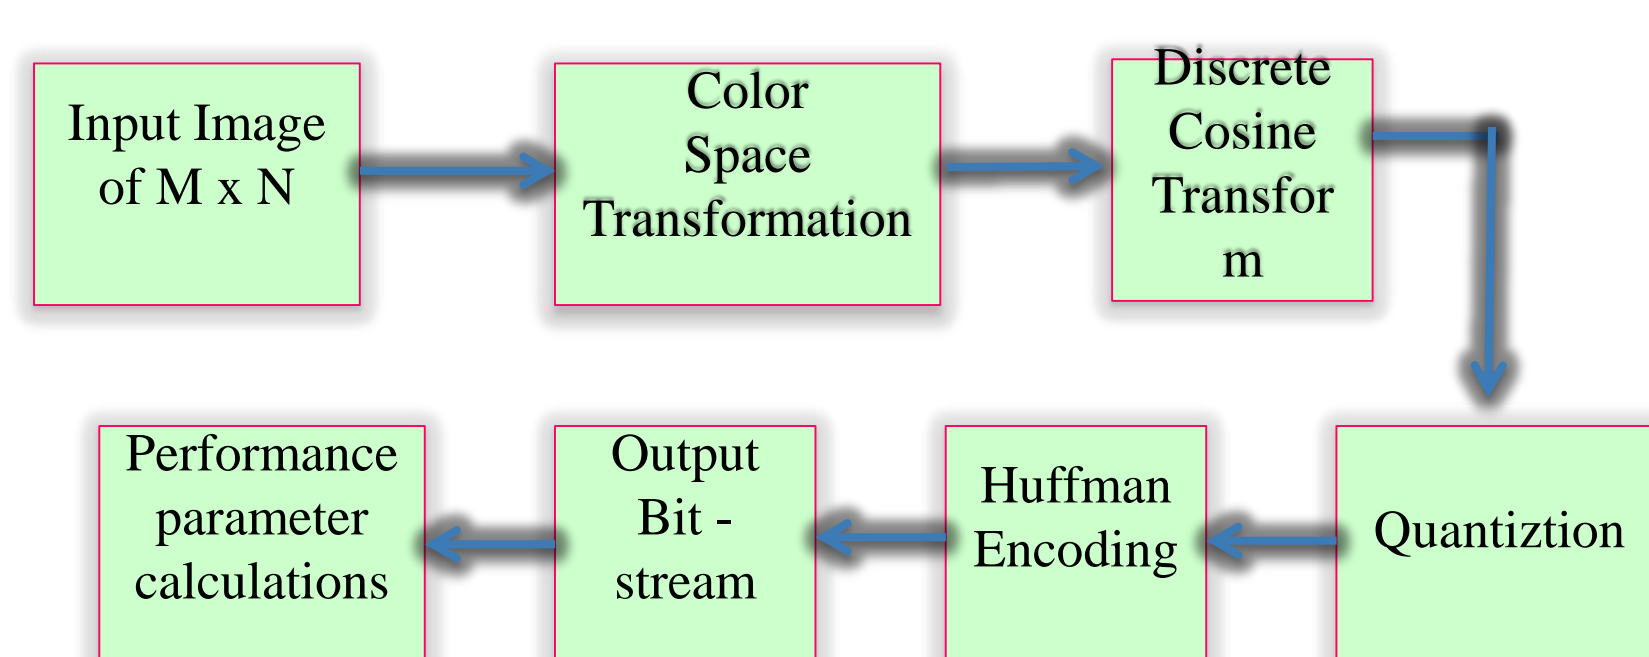 Input Image
of M x N
Color
Space
Transformation
Discrete
Cosine
Transfor
m
Quantiztion
Huffman
Encoding
Output
Bit -
stream
Performance
parameter
calculations